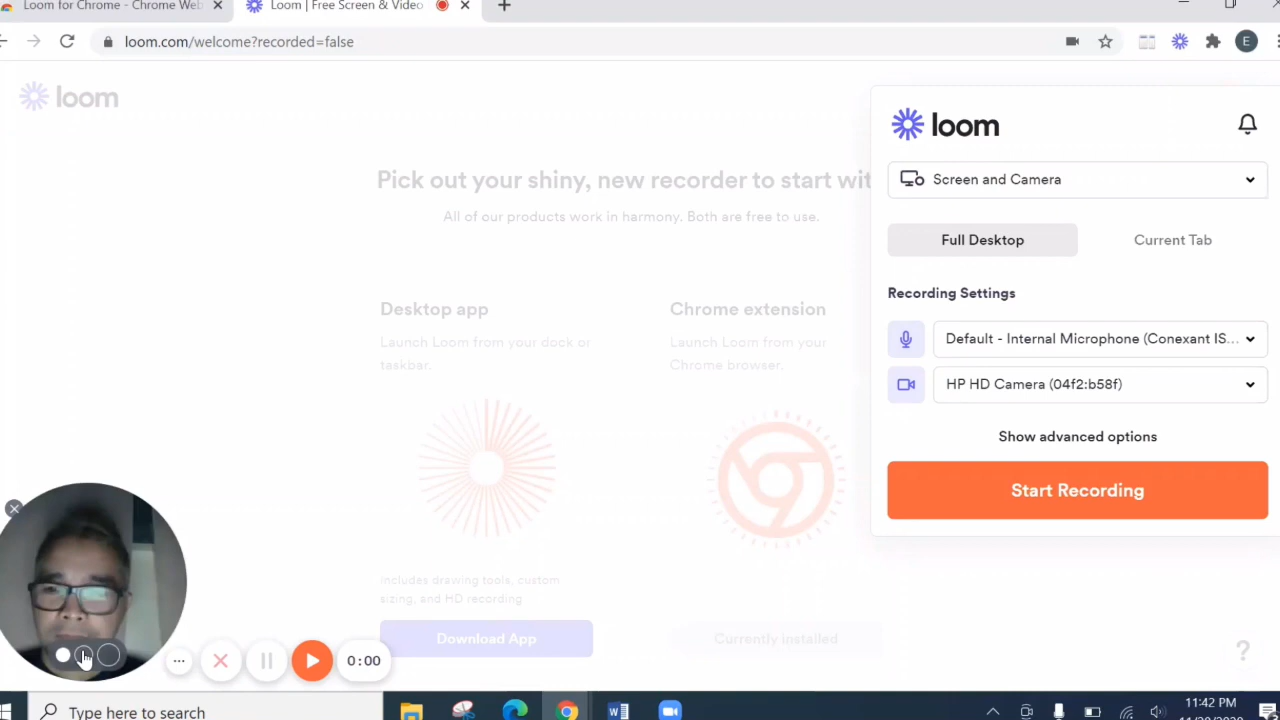 Loom for Chrome - Chrome Web
Loom | Free Screen & Video
loom.com/welcome?recorded=false
E
loom
loom
Pick out your shiny, new recorder to start wit
All of our products work in harmony. Both are free to use.
Screen and Camera
Full Desktop
Current Tab
Recording Settings
Default - Internal Microphone (Conexant IS...
HP HD Camera (04f2:b58f)
Show advanced options
Start Recording
Desktop app
Launch Loom from your dock or
taskbar.
Chrome extension
Launch Loom from your
Chrome browser.
Includes drawing tools, custom
sizing, and HD recording
Download App
Currently installed
0:00
?
Type here to search
W
11:42 PM